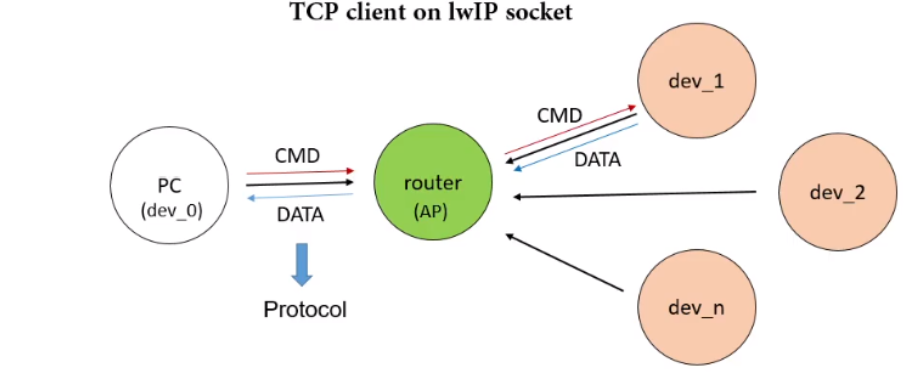 TCP client on lwIP socket
dev_1
CMD
CMD
DATA
PC
(dev_0)
router
(AP)
dev_2
DATA
Protocol
dev_n